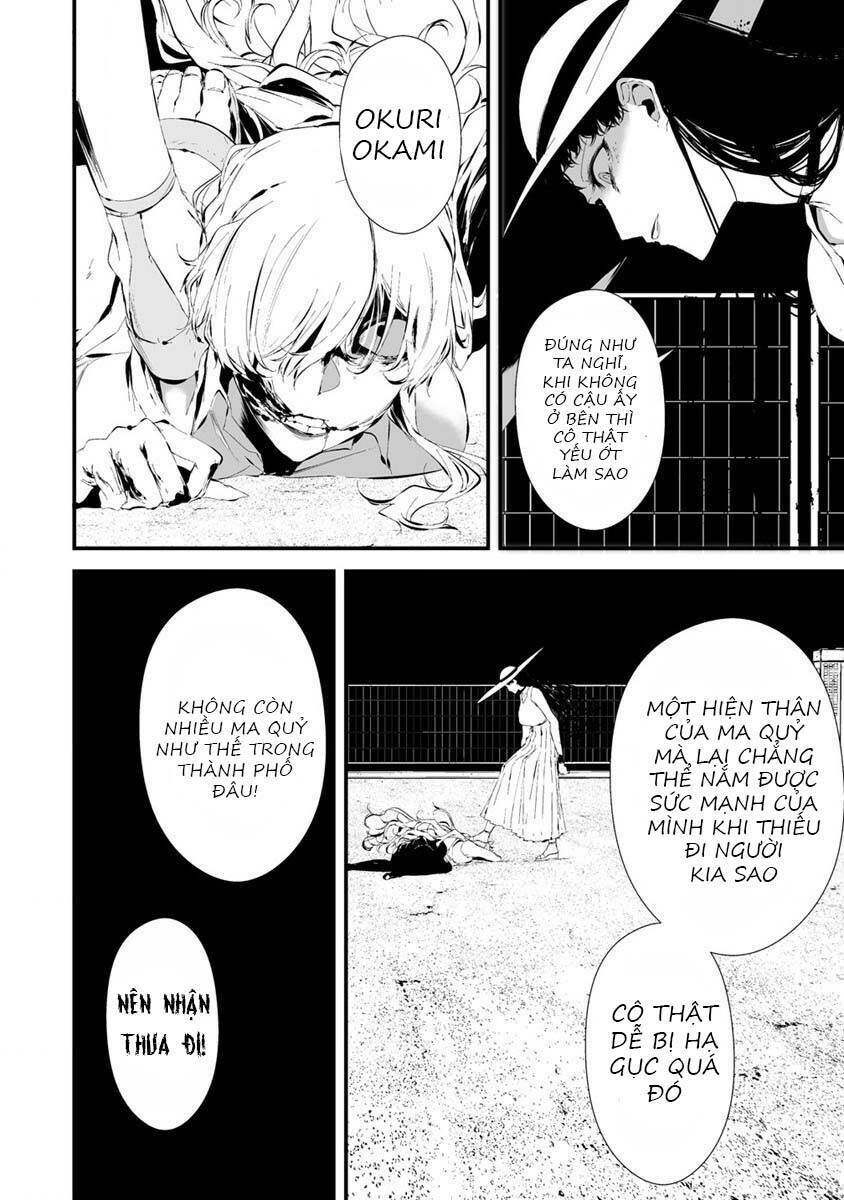 ĐÚNG NHƯ
TA NGHĨ,
KHI KHÔNG
CÓ CẬU ẤY
Ở BÊN THÌ
CÔ THẬT
YẾU ỚT
LÀM SAO
OKURI
OKAMI
MỘT HIỆN THÂN
CỦA MA QUỶ
MÀ LẠI CHẲNG
THỂ NẮM ĐƯỢC
SỨC MẠNH CỦA
MÌNH KHI THIẾU
ĐI NGƯỜI
KIA SAO
CÔ THẬT
DỄ BỊ HẠ
GỤC QUÁ
ĐÓ
KHÔNG CÒN
NHIỀU MA QUỶ
NHƯ THẾ TRONG
THÀNH PHỐ
ĐÂU!
NÊN NHẬN
THUA ĐI!